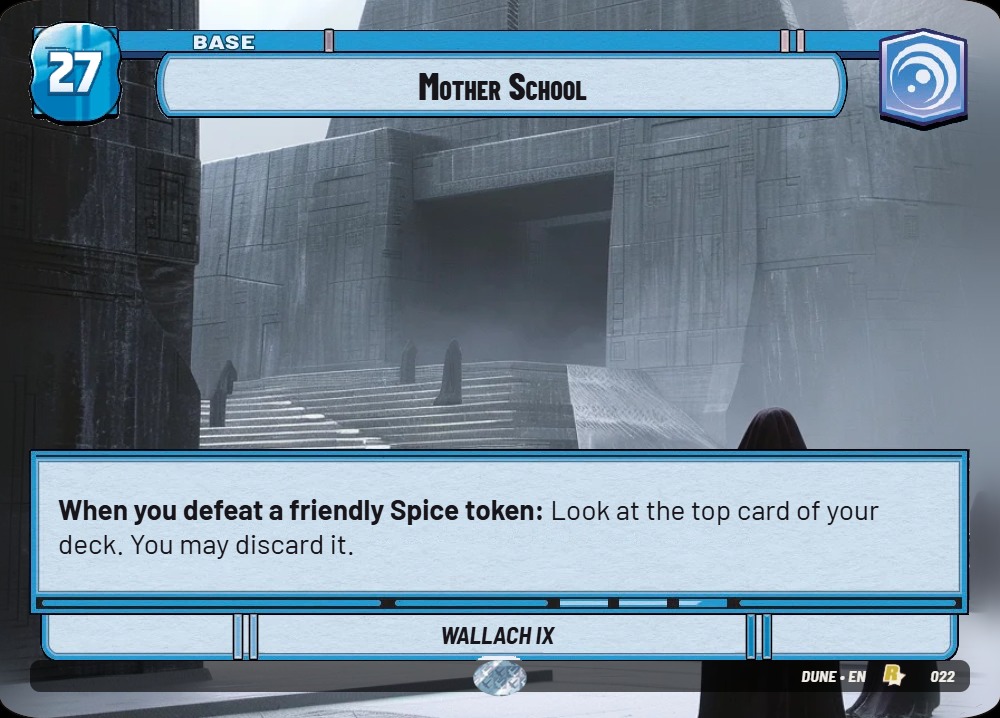 BASE
27
Mother School
When you defeat a friendly Spice token: Look at the top card of your
deck. You may discard it.
WALLACH IX
DUNE • EN R 022